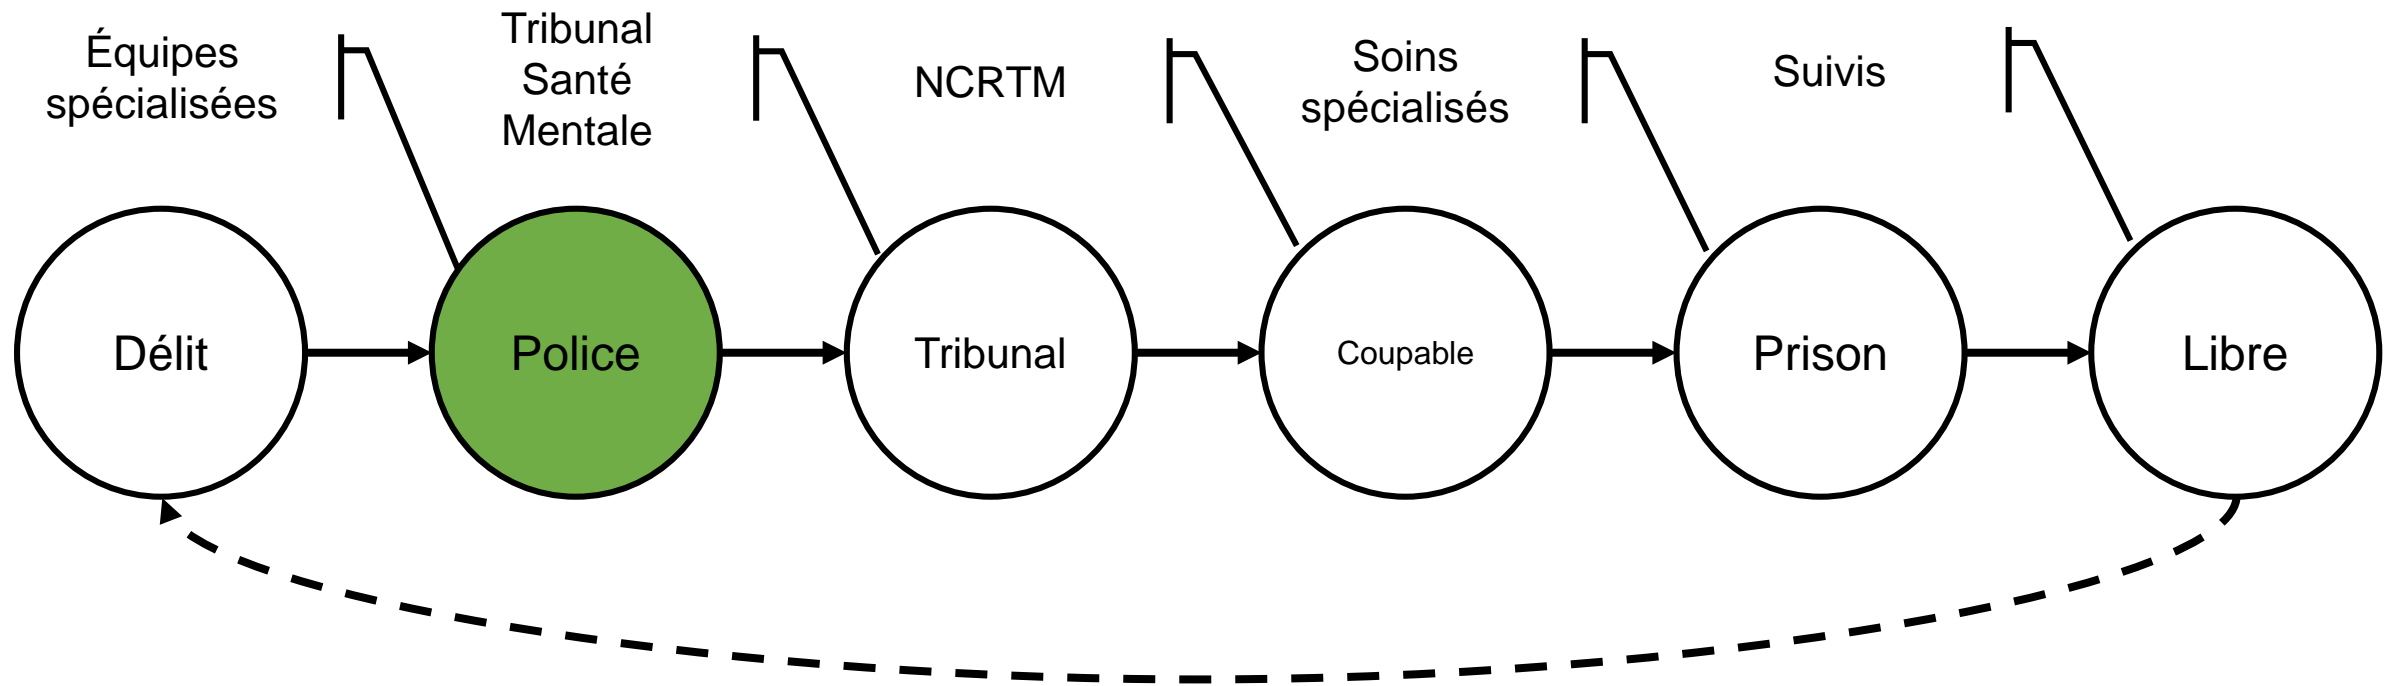 Équipes
spécialisées
Tribunal
Santé
Mentale
NCRTM
Soins
spécialisés
Suivis
Délit
Police
Tribunal
Coupable
Prison
Libre